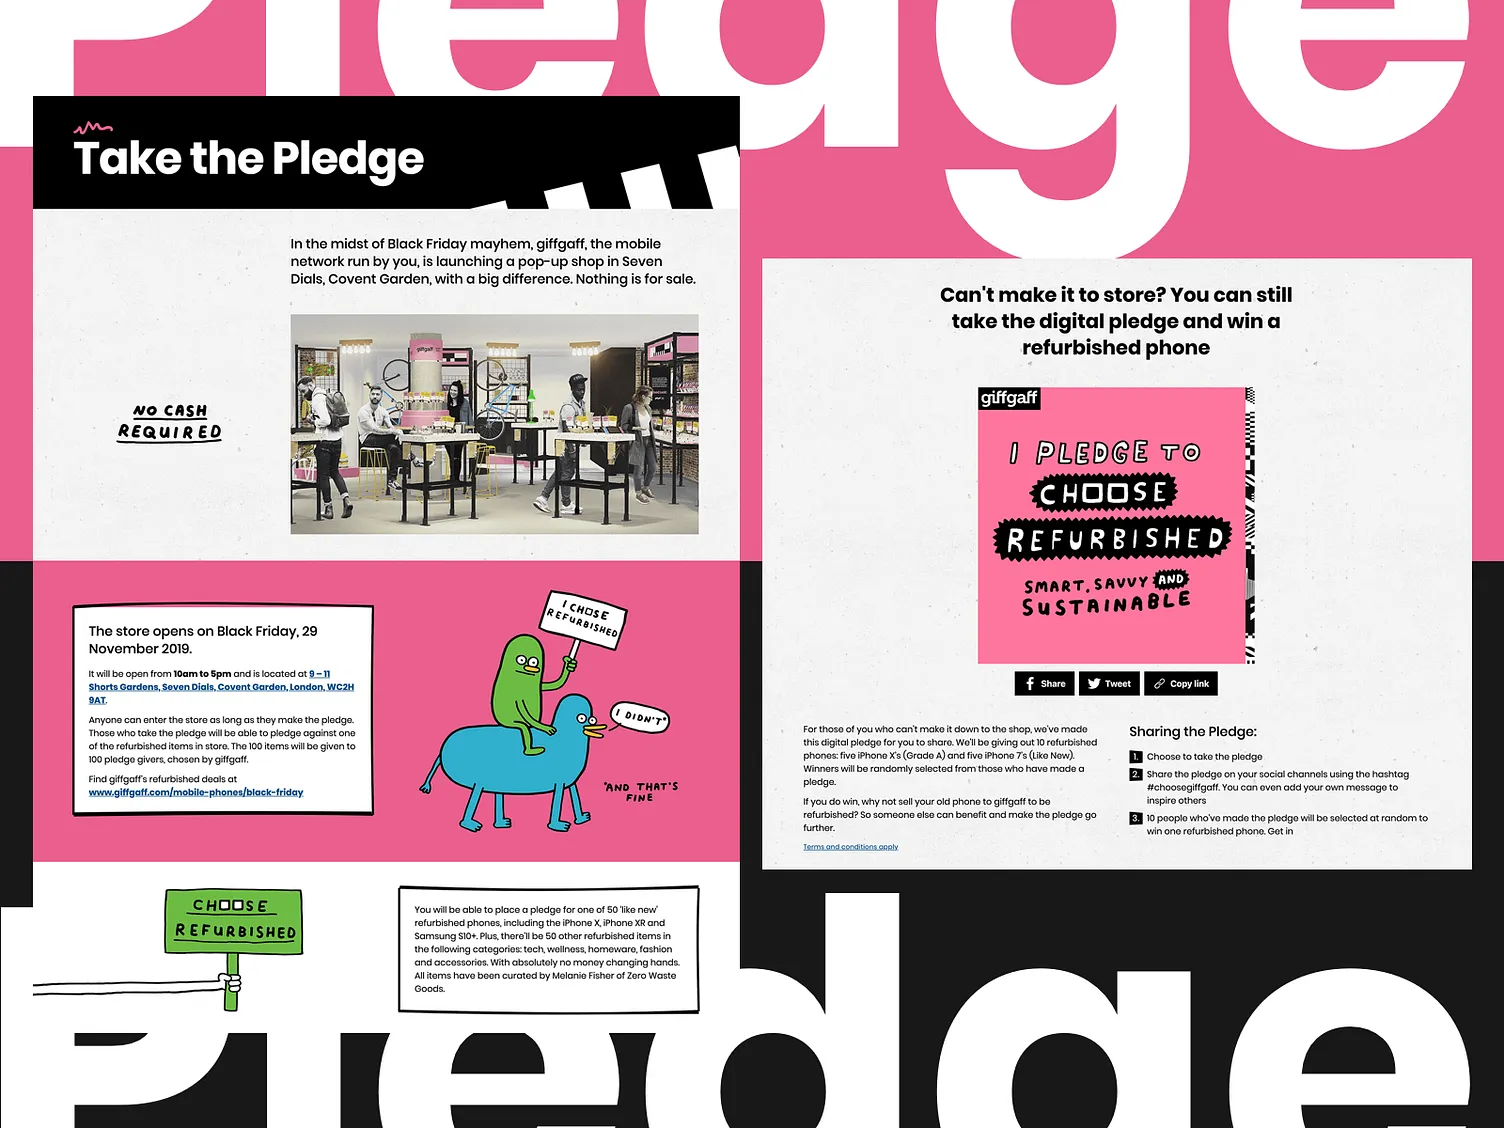 Pledge
Take the Pledge
In the midst of Black Friday mayhem, giffgaff, the mobile
network run by you, is launching a pop-up shop in Seven
Dials, Covent Garden, with a big difference. Nothing is for sale.
giffgaff
NO CASH
REQUIRED
The store opens on Black Friday, 29
November 2019.
It will be open from 10am to 5pm and is located at 9 – 11
Shorts Gardens, Seven Dials, Covent Garden, London, WC2H
9AT.
Anyone can enter the store as long as they make the pledge.
Those who take the pledge will be able to pledge against one
of the refurbished items in store. The 100 items will be given to
100 pledge givers, chosen by giffgaff.
Find giffgaff's refurbished deals at
www.giffgaff.com/mobile-phones/black-friday
I CHOSE
REFURBISHED
I DIDN'T*
*AND THAT'S
FINE
CHOOSE
REFURBISHED
You will be able to place a pledge for one of 50 'like new'
refurbished phones, including the iPhone X, iPhone XR and
Samsung S10+. Plus, there'll be 50 other refurbished items in
the following categories: tech, wellness, homeware, fashion
and accessories. With absolutely no money changing hands.
All items have been curated by Melanie Fisher of Zero Waste
Goods.
Can't make it to store? You can still
take the digital pledge and win a
refurbished phone
giffgaff
I PLEDGE TO
CHOOSE
REFURBISHED
SMART, SAVVY AND
SUSTAINABLE
Share
Tweet
Copy link
For those of you who can't make it down to the shop, we've made
this digital pledge for you to share. We'll be giving out 10 refurbished
phones: five iPhone X's (Grade A) and five iPhone 7's (Like New).
Winners will be randomly selected from those who have made a
pledge.
If you do win, why not sell your old phone to giffgaff to be
refurbished? So someone else can benefit and make the pledge go
further.
Terms and conditions apply
Sharing the Pledge:
1. Choose to take the pledge
2. Share the pledge on your social channels using the hashtag
#choosegiffgaff. You can even add your own message to
inspire others
3. 10 people who've made the pledge will be selected at random to
win one refurbished phone. Get in
Pledge